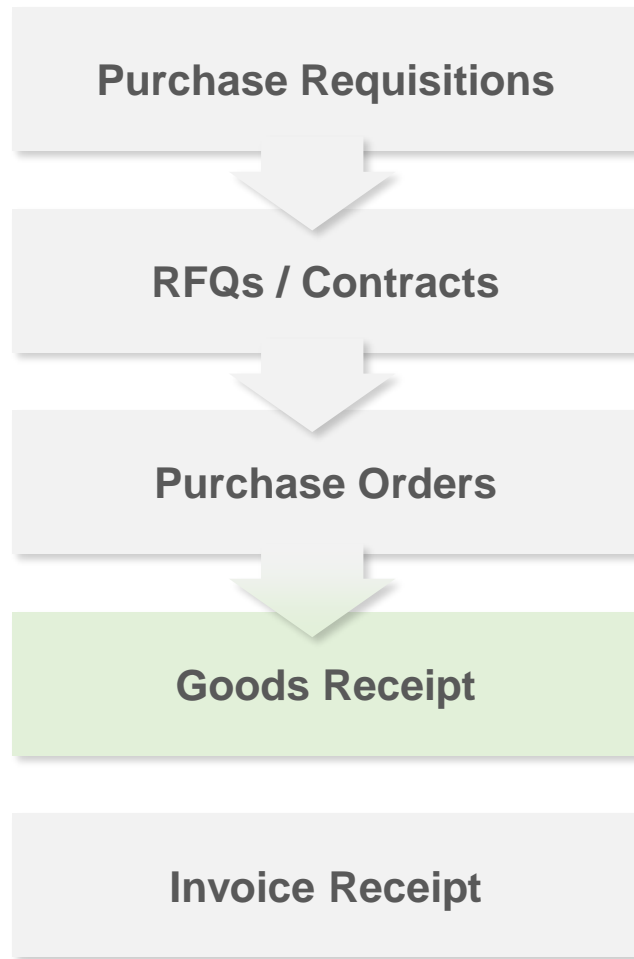 Purchase Requisitions
RFQs / Contracts
Purchase Orders
Goods Receipt
Invoice Receipt